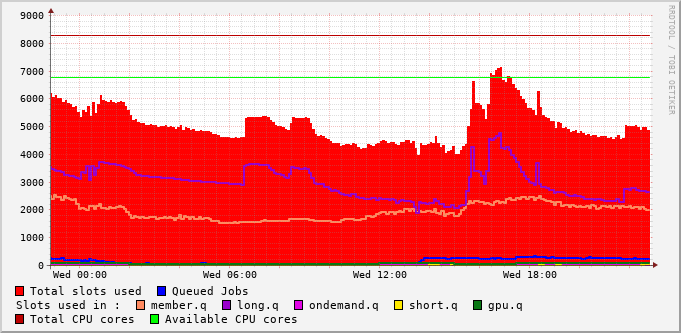 RRDTOOL / TOBI OETIKER
9000
8000
7000
6000
5000
4000
3000
2000
1000
0
Wed 00:00 Wed 06:00 Wed 12:00 Wed 18:00
Total slots used Queued Jobs
Slots used in : member.q long.q ondemand.q short.q gpu.q
Total CPU cores Available CPU cores